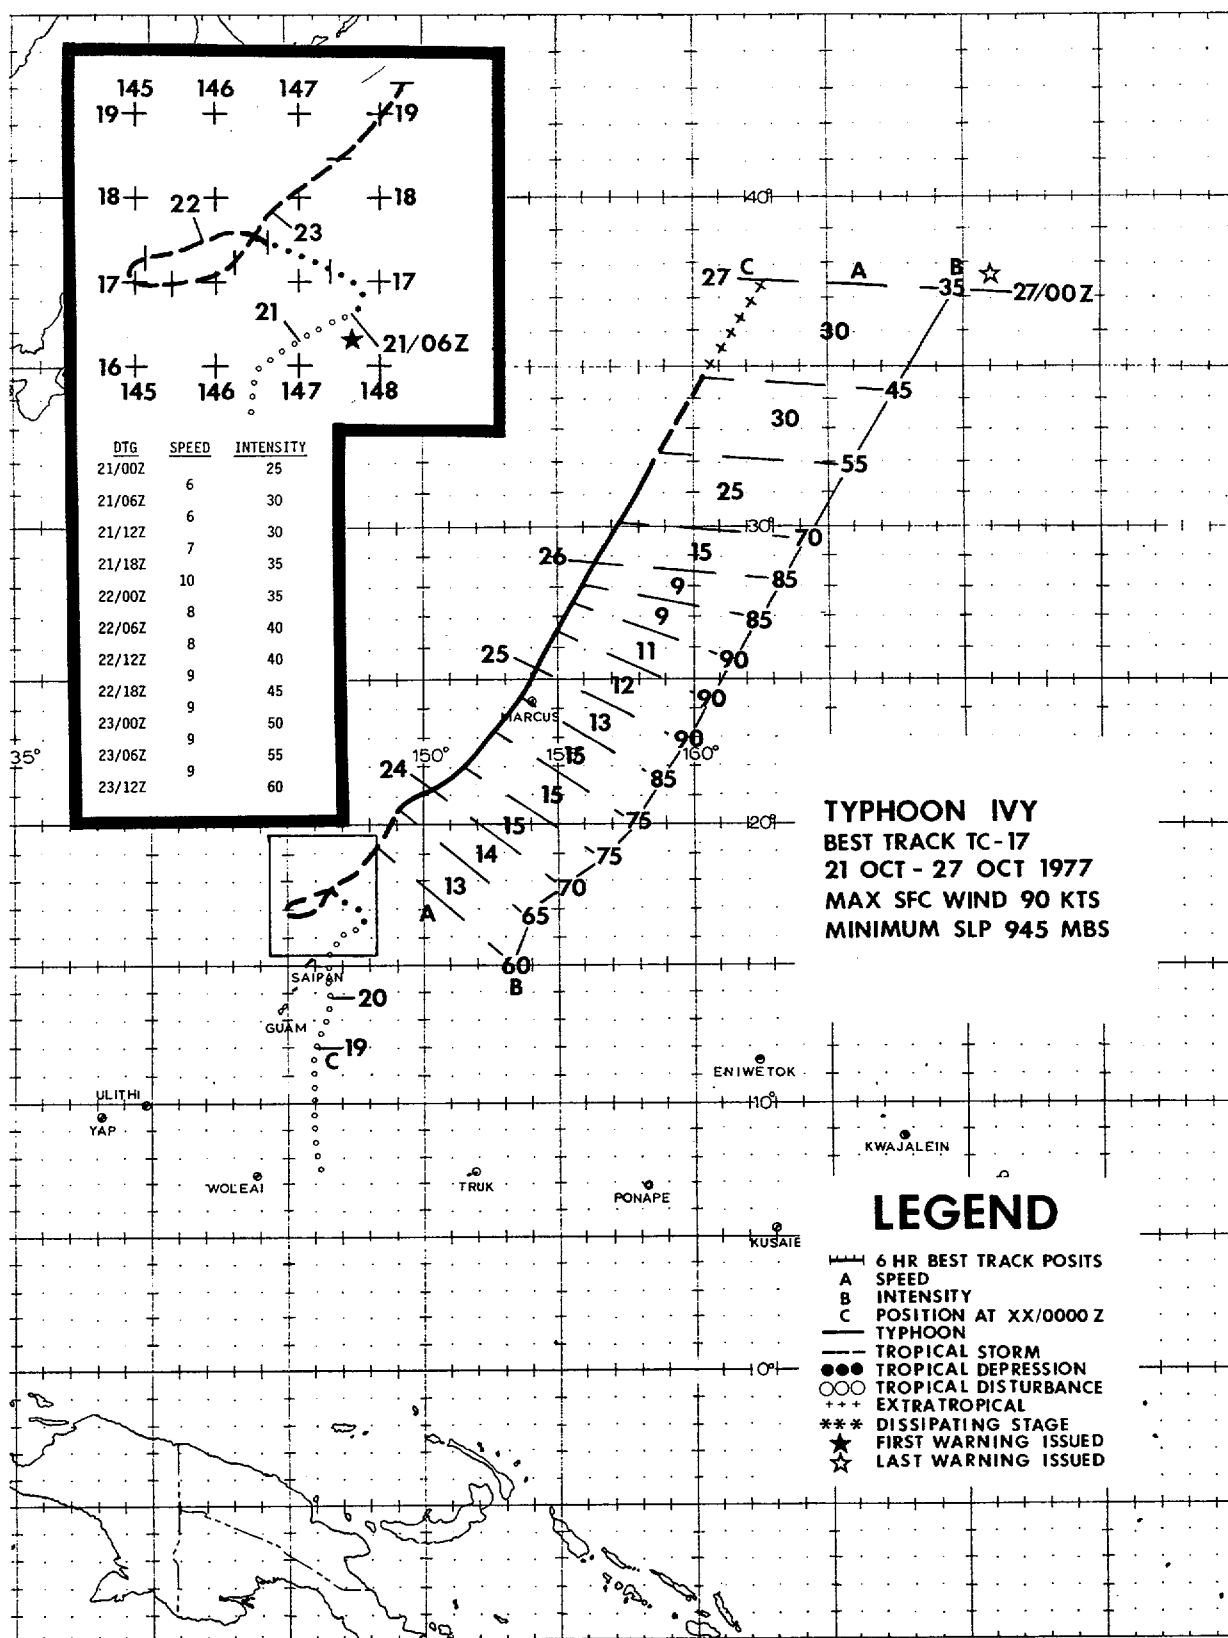 145 146 147
19 19
18 18
22
23
17 17
21
21/06Z
16
145 146 147 148
DTG SPEED INTENSITY
21/00Z 25
6
21/06Z 30
6
21/12Z 30
7
21/18Z 35
10
22/00Z 35
8
22/06Z 40
8
22/12Z 40
9
22/18Z 45
9
23/00Z 50
9
23/06Z 55
9
23/12Z 60
40°
27 C A B
35 27/00Z
30
45
30
55
25
30°
70
15
26
85
9
85
9
90
11
25
12
90
MARCUS
13
90
35° 150° 155° 160°
15
24
85
15
75
20°
15
75
14
13
70
A
65
60
B
SAIPAN
20
GUAM
19
C
TYPHOON IVY
BEST TRACK TC-17
21 OCT - 27 OCT 1977
MAX SFC WIND 90 KTS
MINIMUM SLP 945 MBS
ENIWETOK
ULITHI
10°
YAP
KWAJALEIN
WOLEAI
TRUK
PONAPE
KUSAIE
0°
LEGEND
6 HR BEST TRACK POSITS
A SPEED
B INTENSITY
C POSITION AT XX/0000 Z
TYPHOON
TROPICAL STORM
TROPICAL DEPRESSION
TROPICAL DISTURBANCE
+++ EXTRATROPICAL
*** DISSIPATING STAGE
★ FIRST WARNING ISSUED
☆ LAST WARNING ISSUED